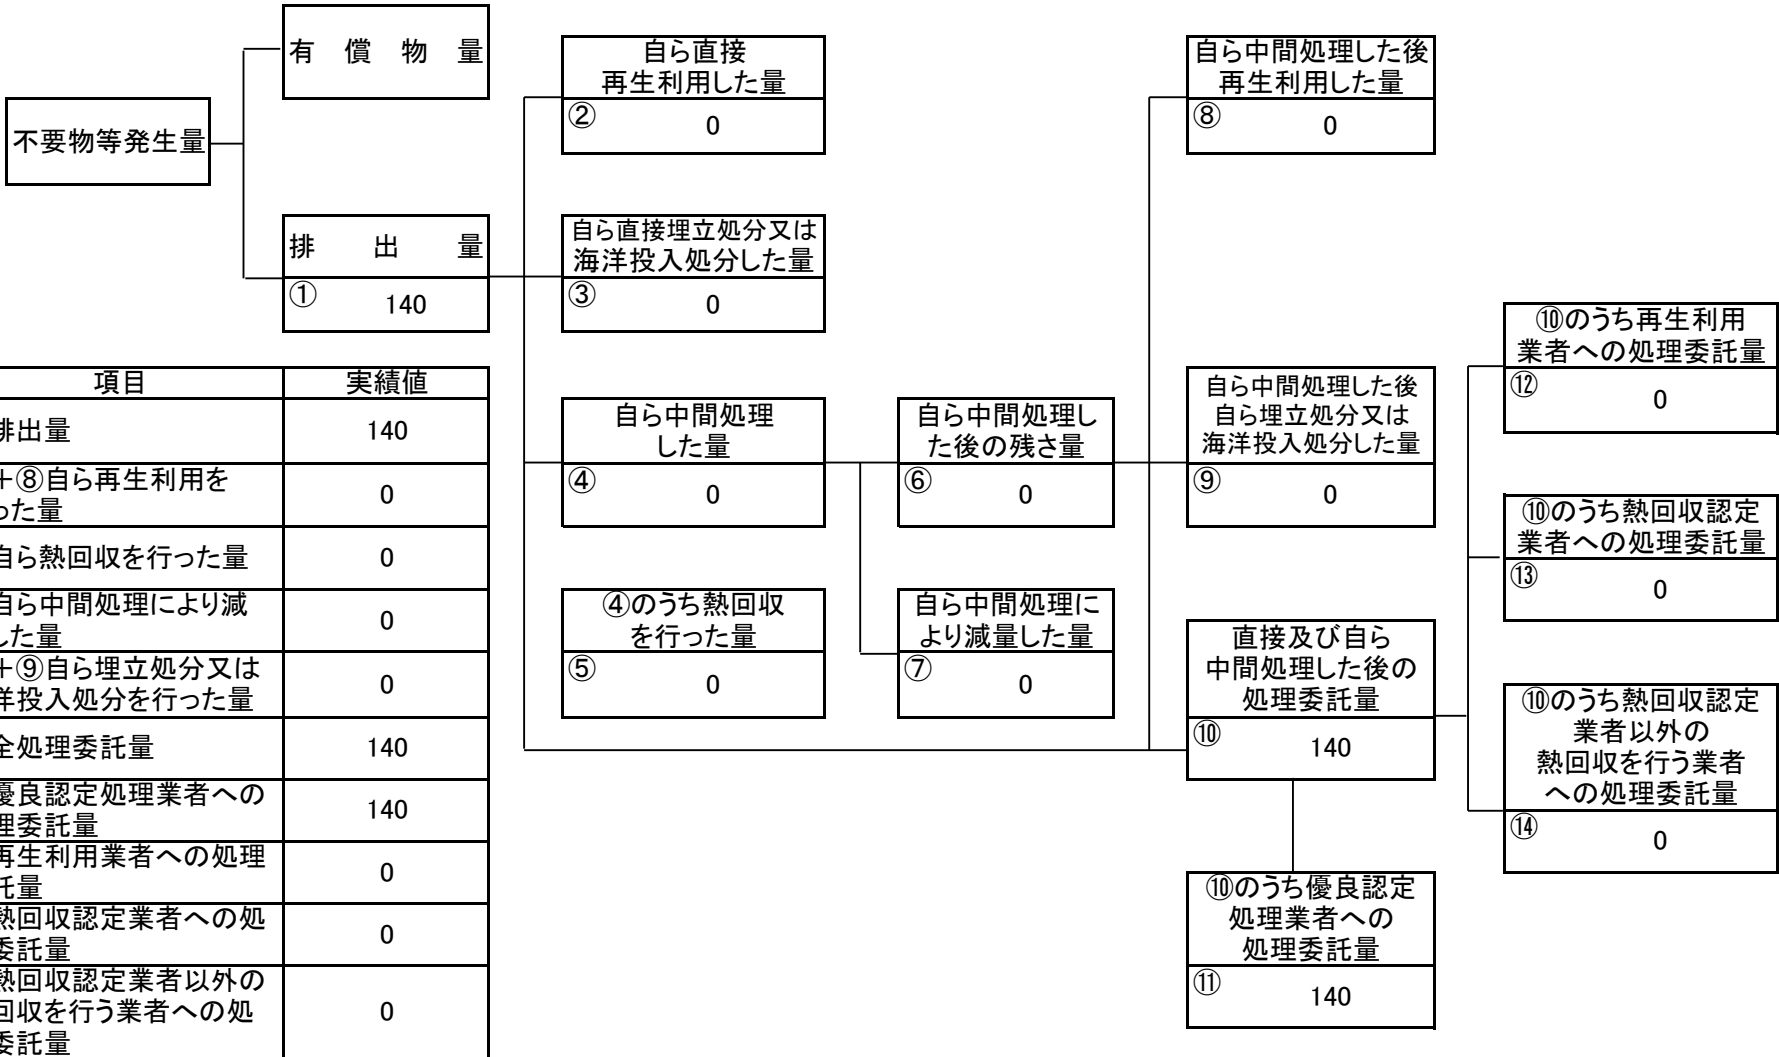 不要物等発生量
有償物量
排出量
①
140
自ら直接
再生利用した量
②
0
自ら直接埋立処分又は
海洋投入処分した量
③
0
自ら中間処理
した量
④
0
④のうち熱回収
を行った量
⑤
0
自ら中間処理し
た後の残さ量
⑥
0
自ら中間処理に
より減量した量
⑦
0
自ら中間処理した後
再生利用した量
⑧
0
自ら中間処理した後
自ら埋立処分又は
海洋投入処分した量
⑨
0
直接及び自ら
中間処理した後の
処理委託量
⑩
140
⑩のうち優良認定
処理業者への
処理委託量
⑪
140
⑩のうち再生利用
業者への処理委託量
⑫
0
⑩のうち熱回収認定
業者への処理委託量
⑬
0
⑩のうち熱回収認定
業者以外の
熱回収を行う業者
への処理委託量
⑭
0
項目
実績値
排出量
140
+⑧自ら再生利用を
った量
0
自ら熱回収を行った量
0
自ら中間処理により減
した量
0
+⑨自ら埋立処分又は
洋投入処分を行った量
0
全処理委託量
140
優良認定処理業者への
理委託量
140
再生利用業者への処理
託量
0
熱回収認定業者への処
委託量
0
熱回収認定業者以外の
回収を行う業者への処
委託量
0